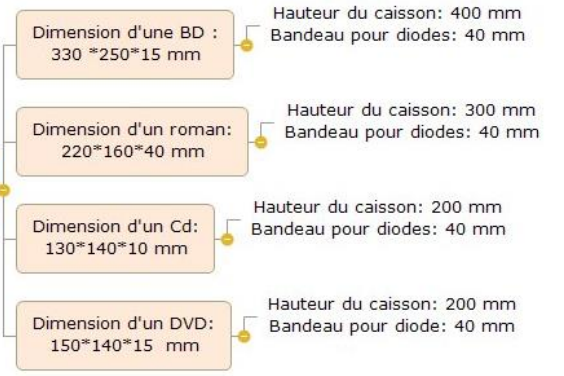 Dimension d'une BD :
330 *250*15 mm
Hauteur du caisson: 400 mm
Bandeau pour diodes: 40 mm
Dimension d'un roman:
220*160*40 mm
Hauteur du caisson: 300 mm
Bandeau pour diodes: 40 mm
Dimension d'un Cd:
130*140*10 mm
Hauteur du caisson: 200 mm
Bandeau pour diodes: 40 mm
Dimension d'un DVD:
150*140*15 mm
Hauteur du caisson: 200 mm
Bandeau pour diode: 40 mm